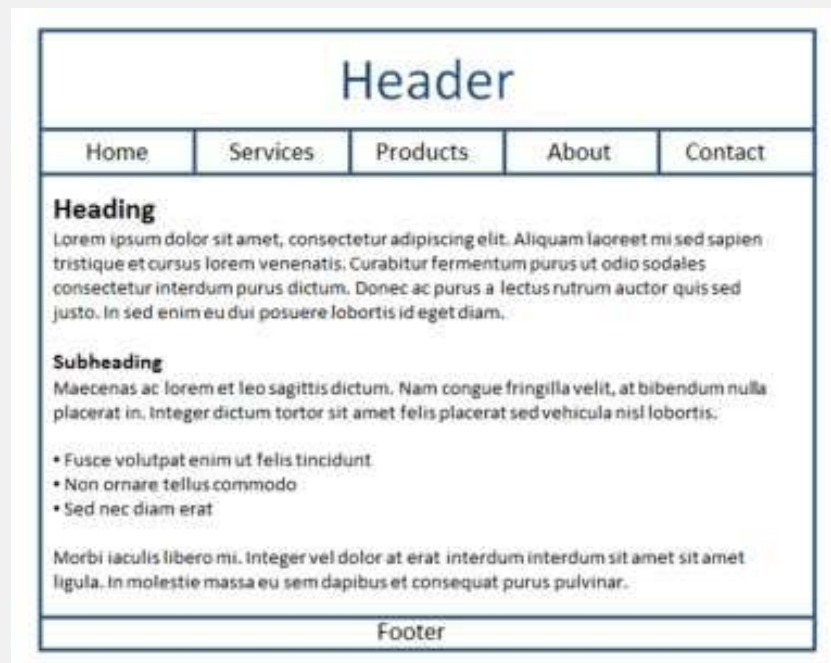 Header
Home Services Products About Contact
Heading
Lorem ipsum dolor sit amet, consectetur adipiscing elit. Aliquam laoreet mi sed sapien
tristique et cursus lorem venenatis. Curabitur fermentum purus ut odio sodales
consectetur interdum purus dictum. Donec ac purus a lectus rutrum auctor quis sed
justo. In sed enim eu dui posuere lobortis id eget diam.
Subheading
Maecenas ac lorem et leo sagittis dictum. Nam congue fringilla velit, at bibendum nulla
placerat in. Integer dictum tortor sit amet felis placerat sed vehicula nisl lobortis.
• Fusce volutpat enim ut felis tincidunt
• Non ornare tellus commodo
• Sed nec diam erat
Morbi iaculis libero mi. Integer vel dolor at erat interdum interdum sit amet sit amet
ligula. In molestie massa eu sem dapibus et consequat purus pulvinar.
Footer